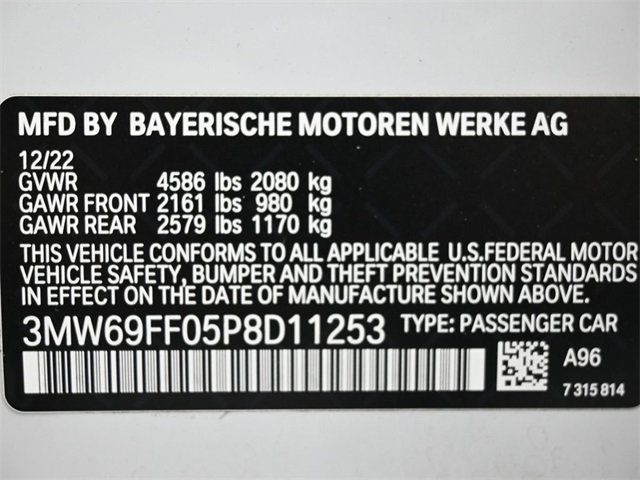 MFD BY BAYERISCHE MOTOREN WERKE AG
12/22
GVWR 4586 lbs 2080 kg
GAWR FRONT 2161 lbs 980 kg
GAWR REAR 2579 lbs 1170 kg
THIS VEHICLE CONFORMS TO ALL APPLICABLE U.S.FEDERAL MOTOR
VEHICLE SAFETY, BUMPER AND THEFT PREVENTION STANDARDS
IN EFFECT ON THE DATE OF MANUFACTURE SHOWN ABOVE.
3MW69FF05P8D11253 TYPE: PASSENGER CAR
A96
7 315 814